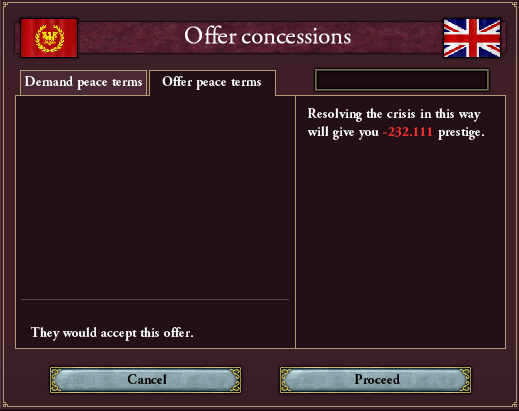 Offer concessions
Demand peace terms
Offer peace terms
Resolving the crisis in this way
will give you -232.111 prestige.
They would accept this offer.
Cancel
Proceed